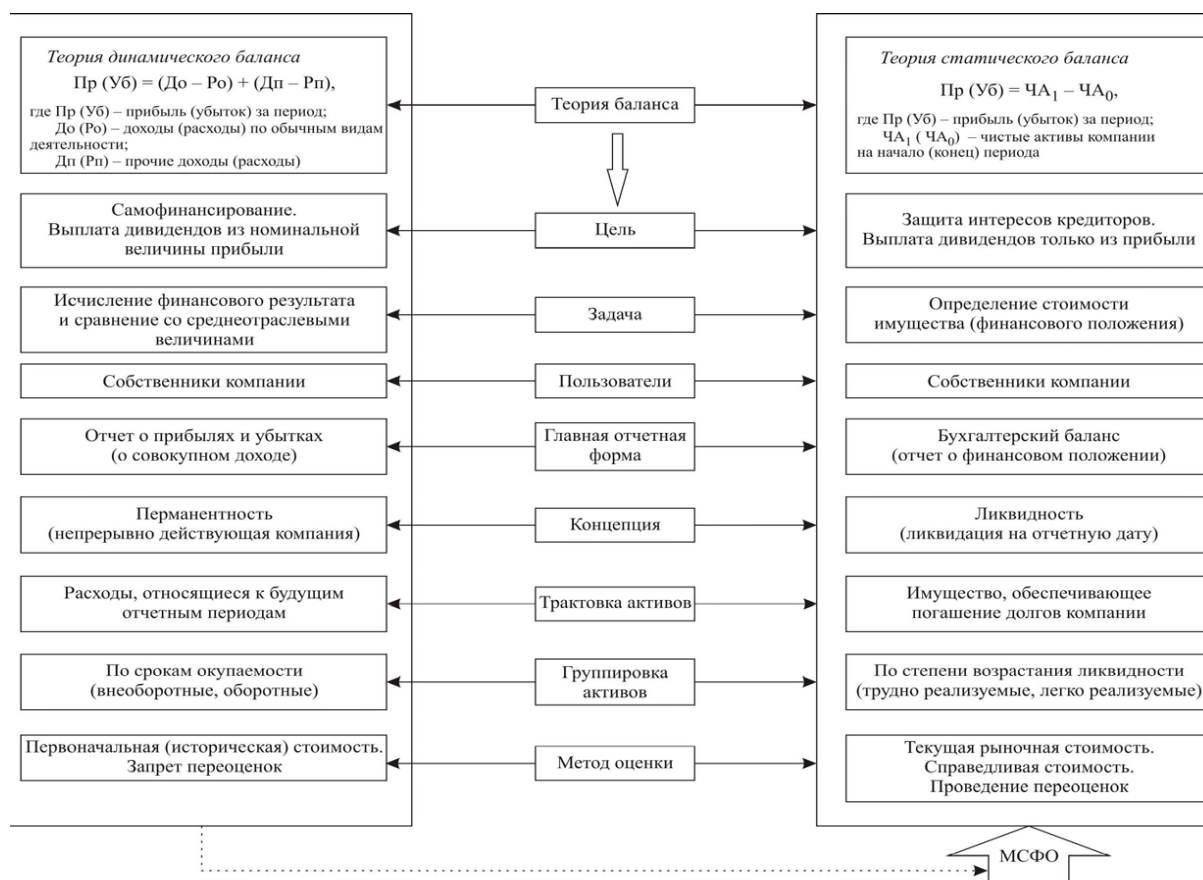 Теория динамического баланса
Пр (Уб) = (До – Ро) + (Дп – Рп),
где Пр (Уб) – прибыль (убыток) за период;
До (Ро) – доходы (расходы) по обычным видам
деятельности;
Дп (Рп) – прочие доходы (расходы)
Теория баланса
Теория статического баланса
Пр (Уб) = ЧА₁ – ЧА₀,
где Пр (Уб) – прибыль (убыток) за период;
ЧА₁ ( ЧА₀) – чистые активы компании
на начало (конец) периода
Самофинансирование.
Выплата дивидендов из номинальной
величины прибыли
Цель
Защита интересов кредиторов.
Выплата дивидендов только из прибыли
Исчисление финансового результата
и сравнение со среднеотраслевыми
величинами
Задача
Определение стоимости
имущества (финансового положения)
Собственники компании
Пользователи
Собственники компании
Отчет о прибылях и убытках
(о совокупном доходе)
Главная отчетная
форма
Бухгалтерский баланс
(отчет о финансовом положении)
Перманентность
(непрерывно действующая компания)
Концепция
Ликвидность
(ликвидация на отчетную дату)
Расходы, относящиеся к будущим
отчетным периодам
Трактовка активов
Имущество, обеспечивающее
погашение долгов компании
По срокам окупаемости
(внеоборотные, оборотные)
Группировка
активов
По степени возрастания ликвидности
(трудно реализуемые, легко реализуемые)
Первоначальная (историческая) стоимость.
Запрет переоценок
Метод оценки
Текущая рыночная стоимость.
Справедливая стоимость.
Проведение переоценок
МСФО